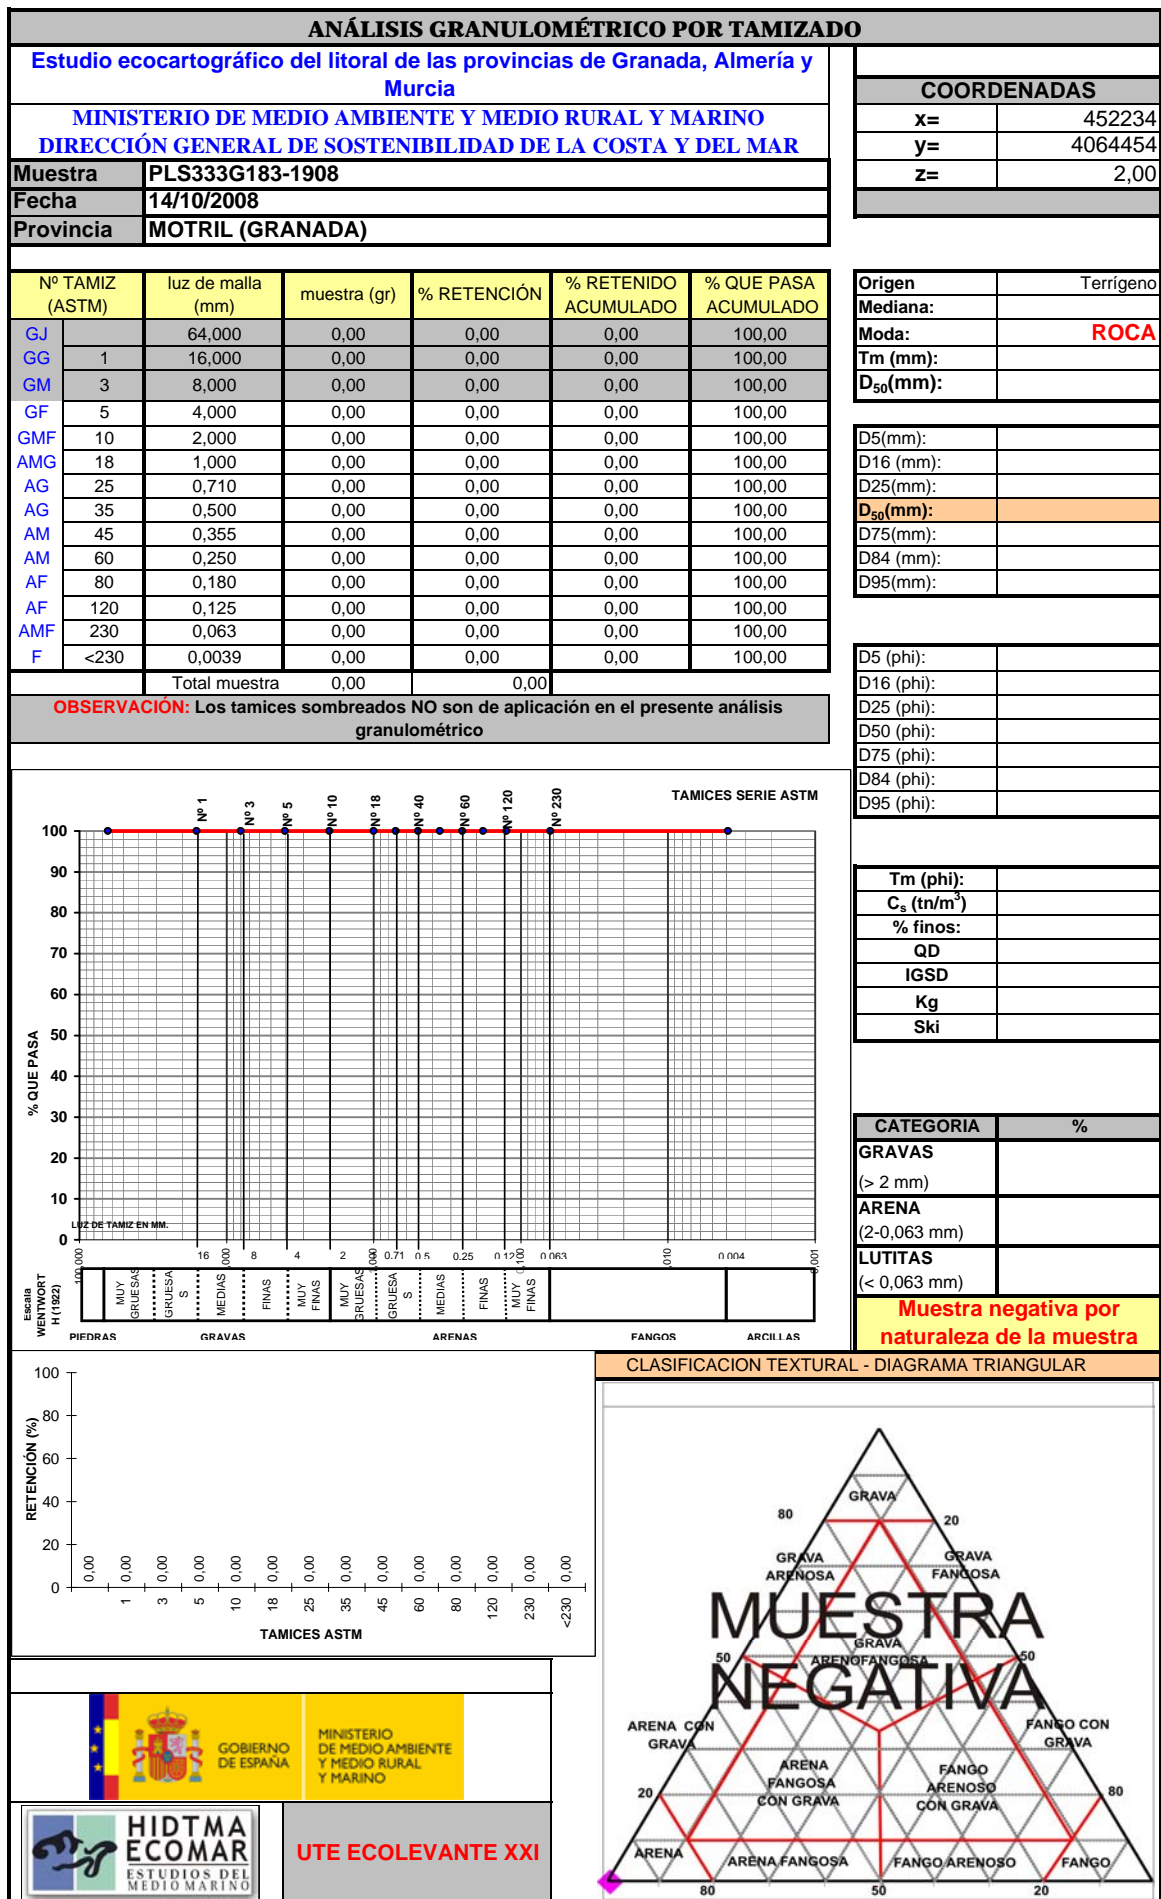 ANÁLISIS GRANULOMÉTRICO POR TAMIZADO
Estudio ecocartográfico del litoral de las provincias de Granada, Almería y
Murcia
MINISTERIO DE MEDIO AMBIENTE Y MEDIO RURAL Y MARINO
DIRECCIÓN GENERAL DE SOSTENIBILIDAD DE LA COSTA Y DEL MAR
Muestra PLS333G183-1908
Fecha 14/10/2008
Provincia MOTRIL (GRANADA)
COORDENADAS
x= 452234
y= 4064454
z= 2,00
Nº TAMIZ (ASTM) luz de malla (mm) muestra (gr) % RETENCIÓN % RETENIDO ACUMULADO % QUE PASA ACUMULADO
GJ 64,000 0,00 0,00 0,00 100,00
GG 1 16,000 0,00 0,00 0,00 100,00
GM 3 8,000 0,00 0,00 0,00 100,00
GF 5 4,000 0,00 0,00 0,00 100,00
GMF 10 2,000 0,00 0,00 0,00 100,00
AMG 18 1,000 0,00 0,00 0,00 100,00
AG 25 0,710 0,00 0,00 0,00 100,00
AG 35 0,500 0,00 0,00 0,00 100,00
AM 45 0,355 0,00 0,00 0,00 100,00
AM 60 0,250 0,00 0,00 0,00 100,00
AF 80 0,180 0,00 0,00 0,00 100,00
AF 120 0,125 0,00 0,00 0,00 100,00
AMF 230 0,063 0,00 0,00 0,00 100,00
F <230 0,0039 0,00 0,00 0,00 100,00
Total muestra 0,00 0,00
OBSERVACIÓN: Los tamices sombreados NO son de aplicación en el presente análisis
granulométrico
Origen Terrígeno
Mediana:
Moda: ROCA
Tm (mm):
D50(mm):
D5(mm):
D16 (mm):
D25(mm):
D50(mm):
D75(mm):
D84 (mm):
D95(mm):
D5 (phi):
D16 (phi):
D25 (phi):
D50 (phi):
D75 (phi):
D84 (phi):
D95 (phi):
Tm (phi):
Cs (tn/m3)
% finos:
QD
IGSD
Kg
Ski
CATEGORIA %
GRAVAS
(> 2 mm)
ARENA
(2-0,063 mm)
LUTITAS
(< 0,063 mm)
Muestra negativa por
naturaleza de la muestra
TAMICES SERIE ASTM
Nº 1 Nº 3 Nº 5 Nº 10 Nº 18 Nº 40 Nº 60 Nº 120 Nº 230
100
90
80
70
60
50
40
30
20
10
0
% QUE PASA
LUZ DE TAMIZ EN MM.
16 8 4 2 0.71 0.5 0.25 0.12 0.063 0.004
100,000 0,100 0,001
Escala
WENTWORT
H (1922)
MUY GRUESAS GRUESA S MEDIAS FINAS MUY FINAS MUY GRUESAS GRUESA S MEDIAS FINAS MUY FINAS
PIEDRAS GRAVAS ARENAS FANGOS ARCILLAS
100
80
60
40
20
0
RETENCIÓN (%)
0,00 0,00 0,00 0,00 0,00 0,00 0,00 0,00 0,00 0,00 0,00 0,00 0,00 0,00
1 3 5 10 18 25 35 45 60 80 120 230 <230
TAMICES ASTM
CLASIFICACION TEXTURAL - DIAGRAMA TRIANGULAR
GRAVA
80 20
GRAVA
ARENOSA
GRAVA
FANGOSA
MUESTRA
GRAVA
ARENOFANGOSA
50 50
NEGATIVA
ARENA CON
GRAVA
FANGO CON
GRAVA
ARENA
FANGOSA
CON GRAVA
FANGO
ARENOSO
CON GRAVA
20 80
ARENA ARENA FANGOSA FANGO ARENOSO FANGO
80 50 20
GOBIERNO
DE ESPAÑA
MINISTERIO
DE MEDIO AMBIENTE
Y MEDIO RURAL
Y MARINO
HIDTMA
ECOMAR
ESTUDIOS DEL
MEDIO MARINO
UTE ECOLEVANTE XXI